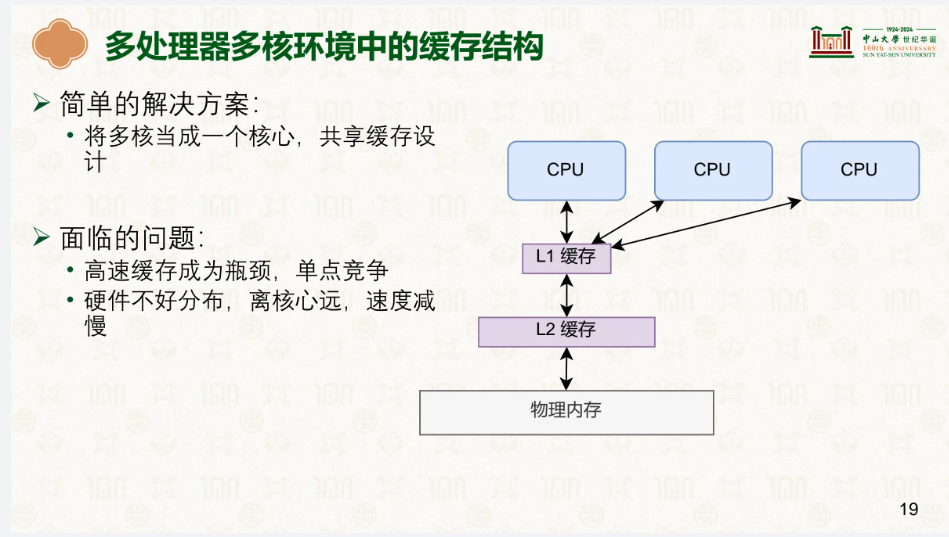 多处理器多核环境中的缓存结构
1924-2024
中山大学 世纪华诞
100th ANNIVERSARY
SUN YAT-SEN UNIVERSITY
简单的解决方案：
将多核当成一个核心，共享缓存设
计
面临的问题：
高速缓存成为瓶颈，单点竞争
硬件不好分布，离核心远，速度减
慢
CPU
CPU
CPU
L1 缓存
L2 缓存
物理内存
19